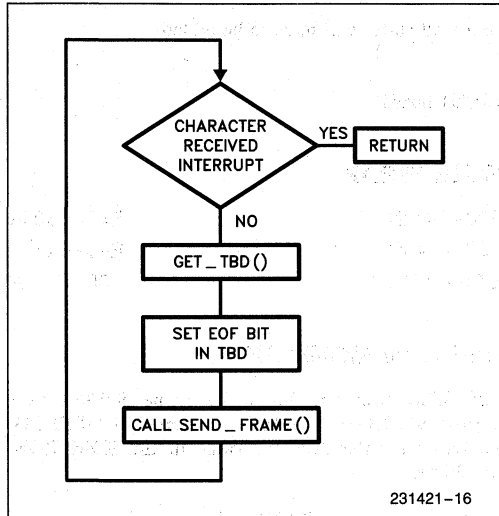 CHARACTER
RECEIVED
INTERRUPT
YES
RETURN
NO
GET_TBD()
SET EOF BIT
IN TBD
CALL SEND_FRAME()
231421-16